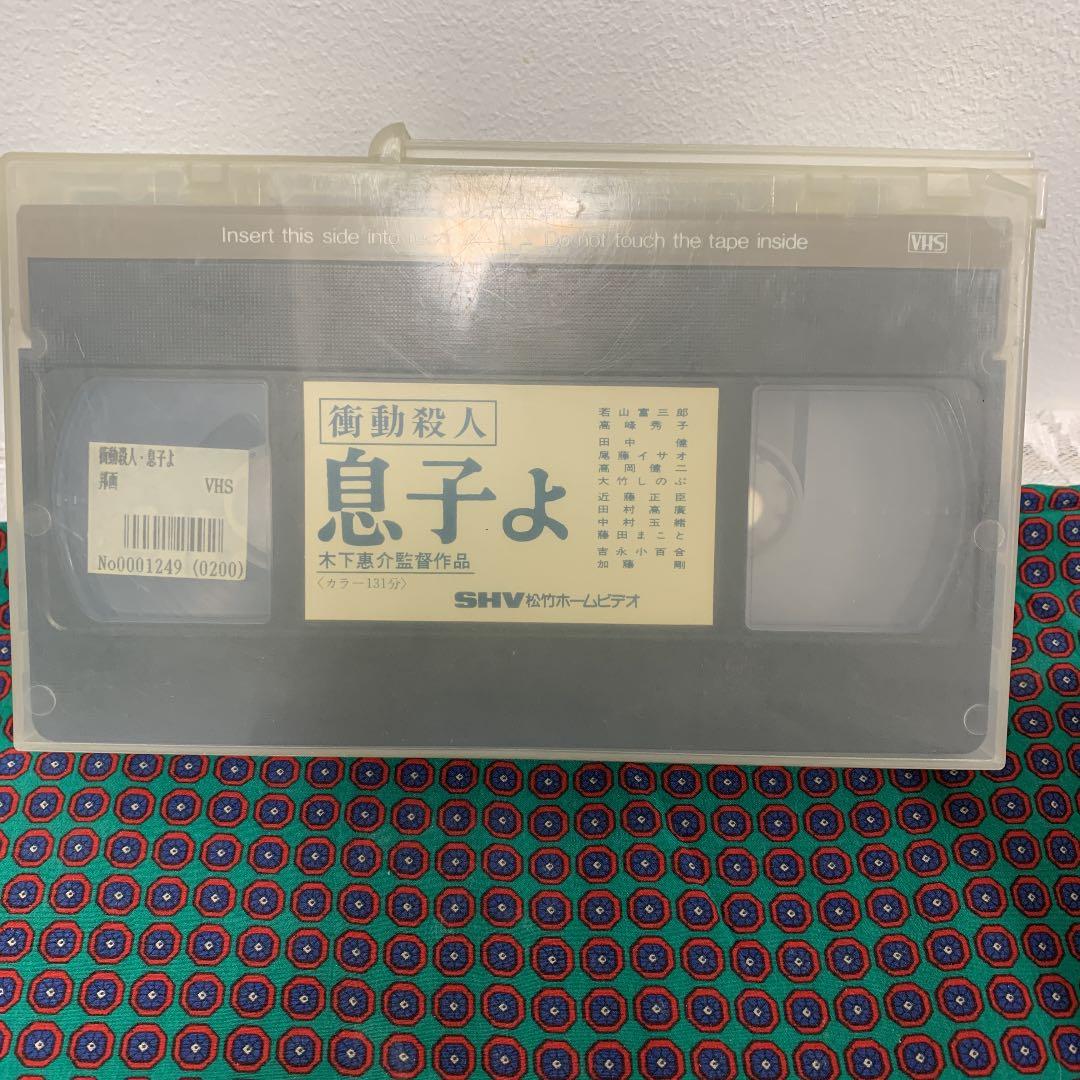 Insert this side into Do not touch the tape inside VHS
衝動殺人・息子よ
邦画 VHS
No0001249 (0200)
衝動殺人
息子よ
木下惠介監督作品
〈カラー131分〉
若山富三郎
高峰秀子
田中健
尾藤イサオ
高岡健二
大竹しのぶ
近藤正臣
田村高廣
中村玉緒
藤田まこと
吉永小百合
加藤剛
SHV松竹ホームビデオ